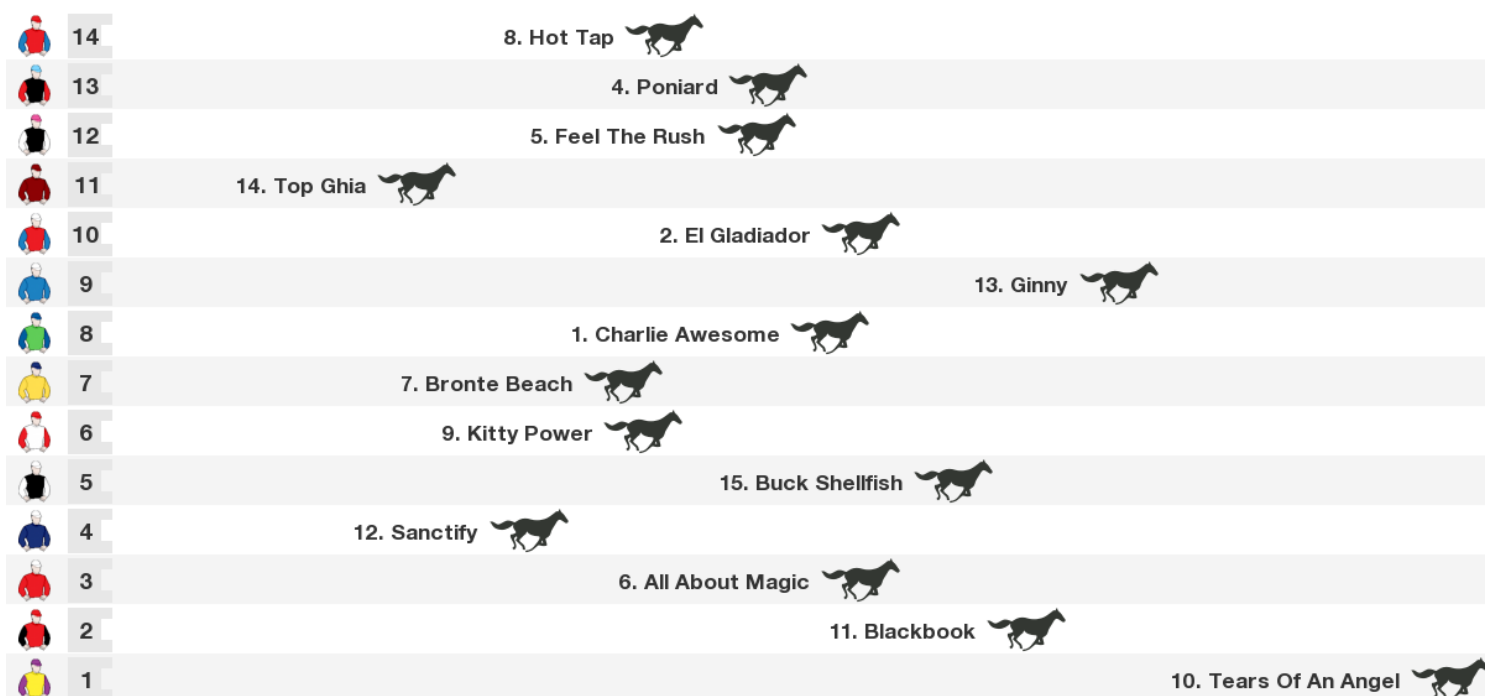 14 8. Hot Tap
13 4. Poniard
12 5. Feel The Rush
11 14. Top Ghia
10 2. El Gladiador
9 13. Ginny
8 1. Charlie Awesome
7 7. Bronte Beach
6 9. Kitty Power
5 15. Buck Shellfish
4 12. Sanctify
3 6. All About Magic
2 11. Blackbook
1 10. Tears Of An Angel